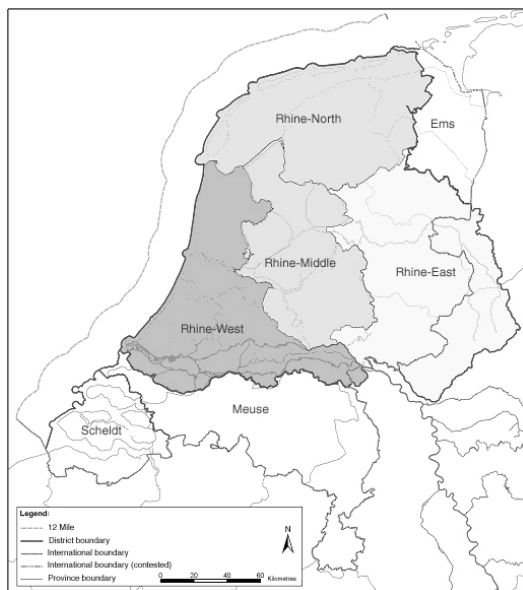 Rhine-North
Ems
Rhine-Middle
Rhine-East
Rhine-West
Meuse
Scheldt
Legend:
12 Mile
District boundary
International boundary
International boundary (contested)
Province boundary
N
0 20 40 60 Kilometres